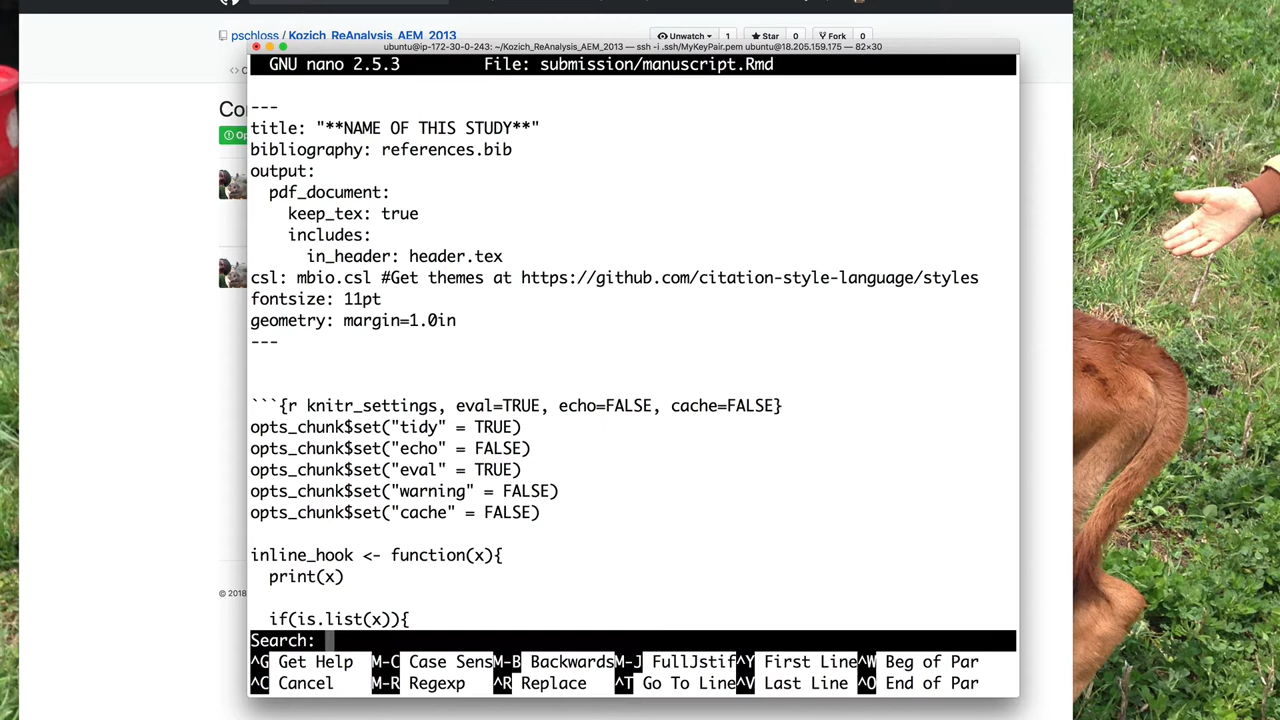 pschloss / Kozich_ReAnalysis_AEM_2013
Unwatch 1 Star 0 Fork 0
ubuntu@ip-172-30-0-243: ~/Kozich_ReAnalysis_AEM_2013 — ssh -i .ssh/MyKeyPair.pem ubuntu@18.205.159.175 — 82×30
GNU nano 2.5.3 File: submission/manuscript.Rmd
---
title: "**NAME OF THIS STUDY**"
bibliography: references.bib
output:
pdf_document:
keep_tex: true
includes:
in_header: header.tex
csl: mbio.csl #Get themes at https://github.com/citation-style-language/styles
fontsize: 11pt
geometry: margin=1.0in
---
```{r knitr_settings, eval=TRUE, echo=FALSE, cache=FALSE}
opts_chunk$set("tidy" = TRUE)
opts_chunk$set("echo" = FALSE)
opts_chunk$set("eval" = TRUE)
opts_chunk$set("warning" = FALSE)
opts_chunk$set("cache" = FALSE)
inline_hook <- function(x){
print(x)
if(is.list(x)){
© 2018
Search:
^G Get Help M-C Case Sens M-B Backwards M-J FullJstif ^Y First Line ^W Beg of Par
^C Cancel M-R Regexp ^R Replace ^T Go To Line ^V Last Line ^O End of Par